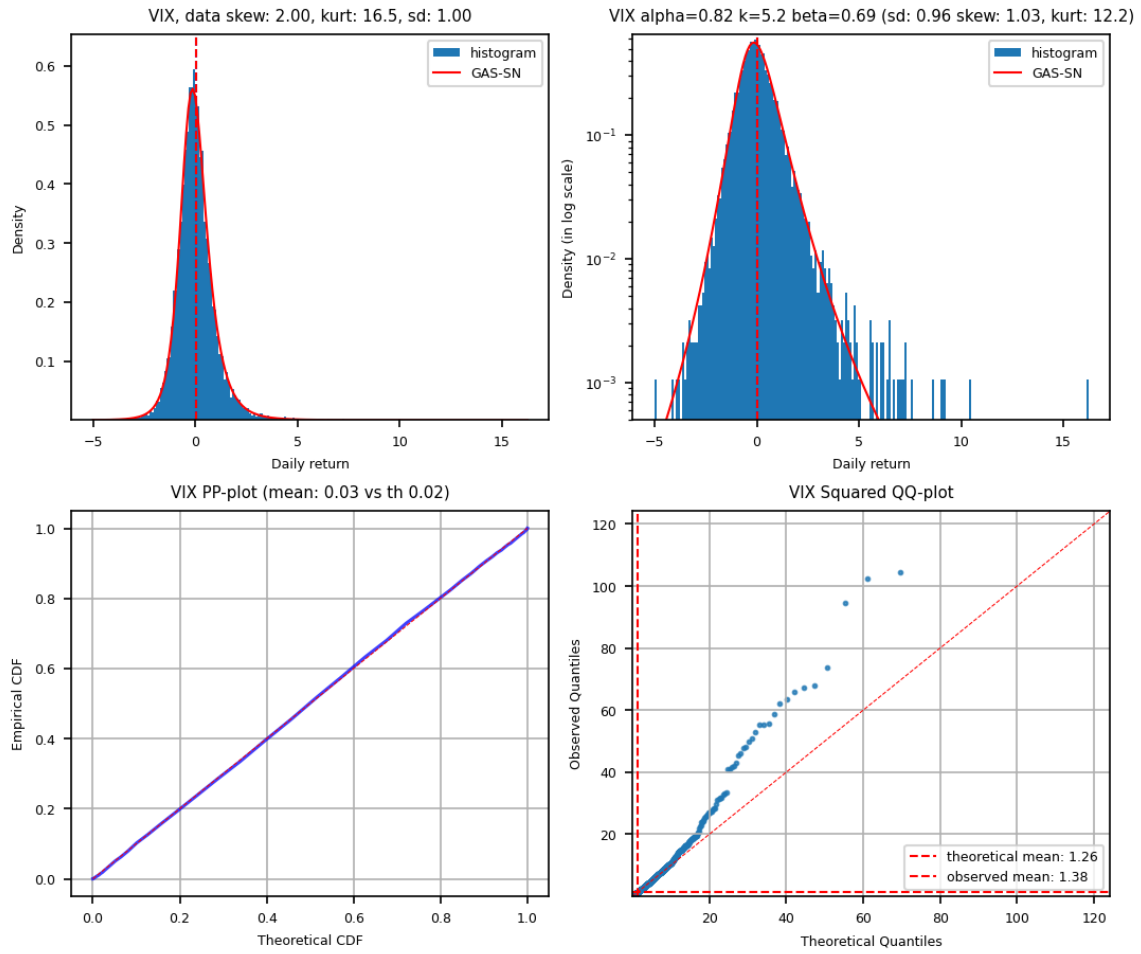 VIX, data skew: 2.00, kurt: 16.5, sd: 1.00
Density
0.6
0.5
0.4
0.3
0.2
0.1
histogram
GAS-SN
−5
0
5
10
15
Daily return
VIX alpha=0.82 k=5.2 beta=0.69 (sd: 0.96 skew: 1.03, kurt: 12.2)
Density (in log scale)
10⁻¹
10⁻²
10⁻³
histogram
GAS-SN
−5
0
5
10
15
Daily return
VIX PP-plot (mean: 0.03 vs th 0.02)
Empirical CDF
1.0
0.8
0.6
0.4
0.2
0.0
0.0
0.2
0.4
0.6
0.8
1.0
Theoretical CDF
VIX Squared QQ-plot
Observed Quantiles
120
100
80
60
40
20
theoretical mean: 1.26
observed mean: 1.38
20
40
60
80
100
120
Theoretical Quantiles